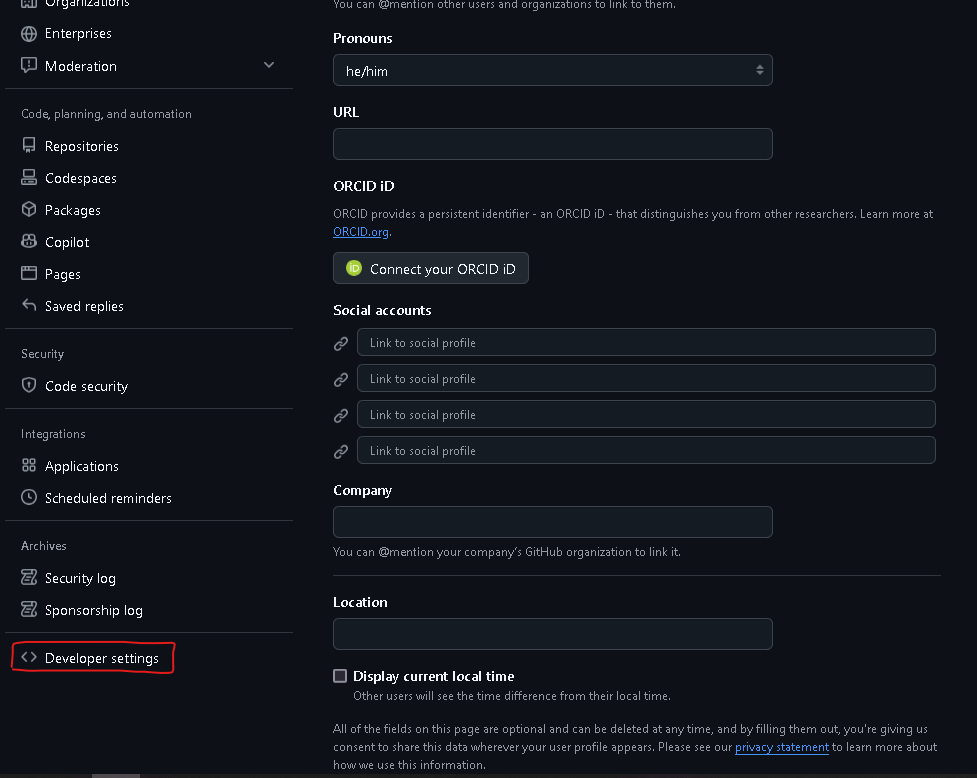 Organizations
Enterprises
Moderation
Code, planning, and automation
Repositories
Codespaces
Packages
Copilot
Pages
Saved replies
Security
Code security
Integrations
Applications
Scheduled reminders
Archives
Security log
Sponsorship log
Developer settings
You can @mention other users and organizations to link to them.
Pronouns
he/him
URL
ORCID iD
ORCID provides a persistent identifier - an ORCID iD - that distinguishes you from other researchers. Learn more at
ORCID.org.
iD Connect your ORCID iD
Social accounts
Link to social profile
Link to social profile
Link to social profile
Link to social profile
Company
You can @mention your company's GitHub organization to link it.
Location
Display current local time
Other users will see the time difference from their local time.
All of the fields on this page are optional and can be deleted at any time, and by filling them out, you're giving us
consent to share this data wherever your user profile appears. Please see our privacy statement to learn more about
how we use this information.